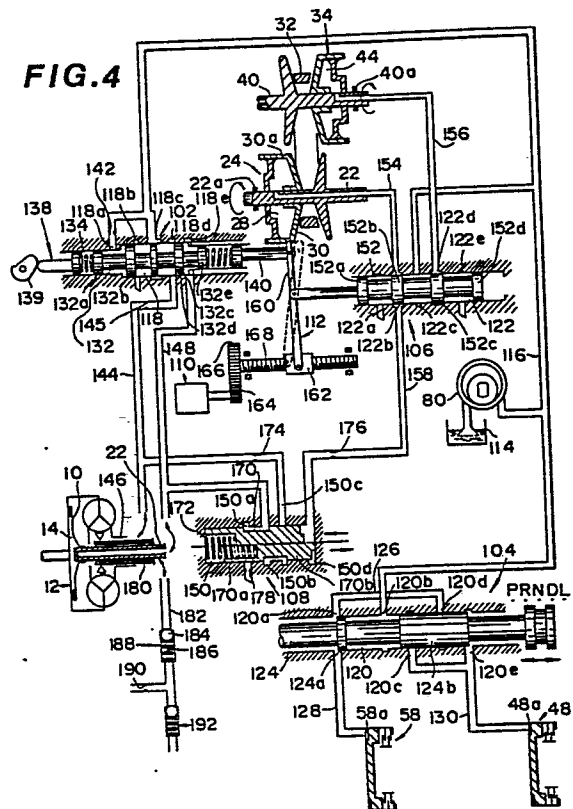 FIG.4
34
32
44
40
40a
30a
24
142
118c
22a
154
156
118b
102
118e
22
118a
118d
152b
122d
138
134
28
152
122e
30
152a
152d
139
140
132e
160
132a
132b
132c
122a
122c
122
145
118
132d
122b
152c
132
112
106
116
148
166
168
158
144
110
80
162
164
114
174
176
22
170
10
146
150a
150c
14
172
126
104
150d
120b
120d
PRNDL
12
180
150
150b
170b
170a
178
108
120a
182
184
188
186
124
120
120e
124a
120c
124b
190
128
130
48a
48
58a
58
192